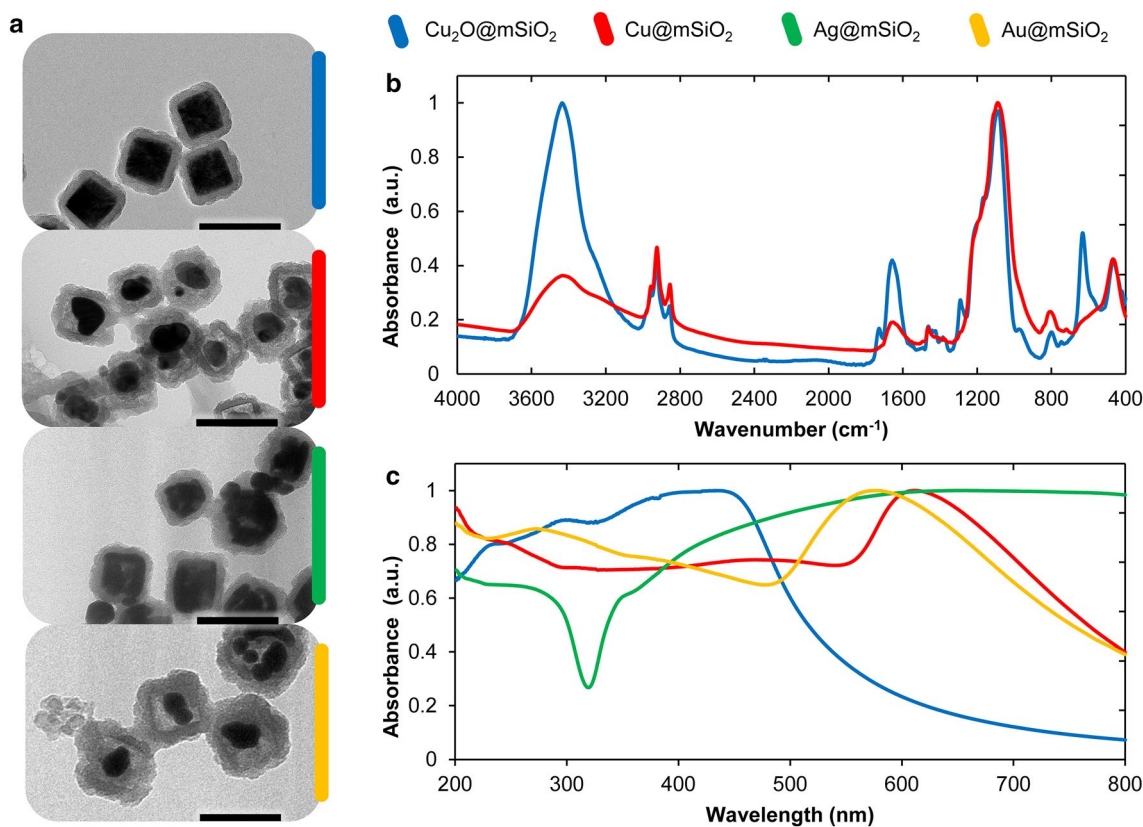 a
Cu₂O@mSiO₂ Cu@mSiO₂ Ag@mSiO₂ Au@mSiO₂
b
Absorbance (a.u.)
1
0.8
0.6
0.4
0.2
0
4000 3600 3200 2800 2400 2000 1600 1200 800 400
Wavenumber (cm⁻¹)
c
Absorbance (a.u.)
1
0.8
0.6
0.4
0.2
0
200 300 400 500 600 700 800
Wavelength (nm)